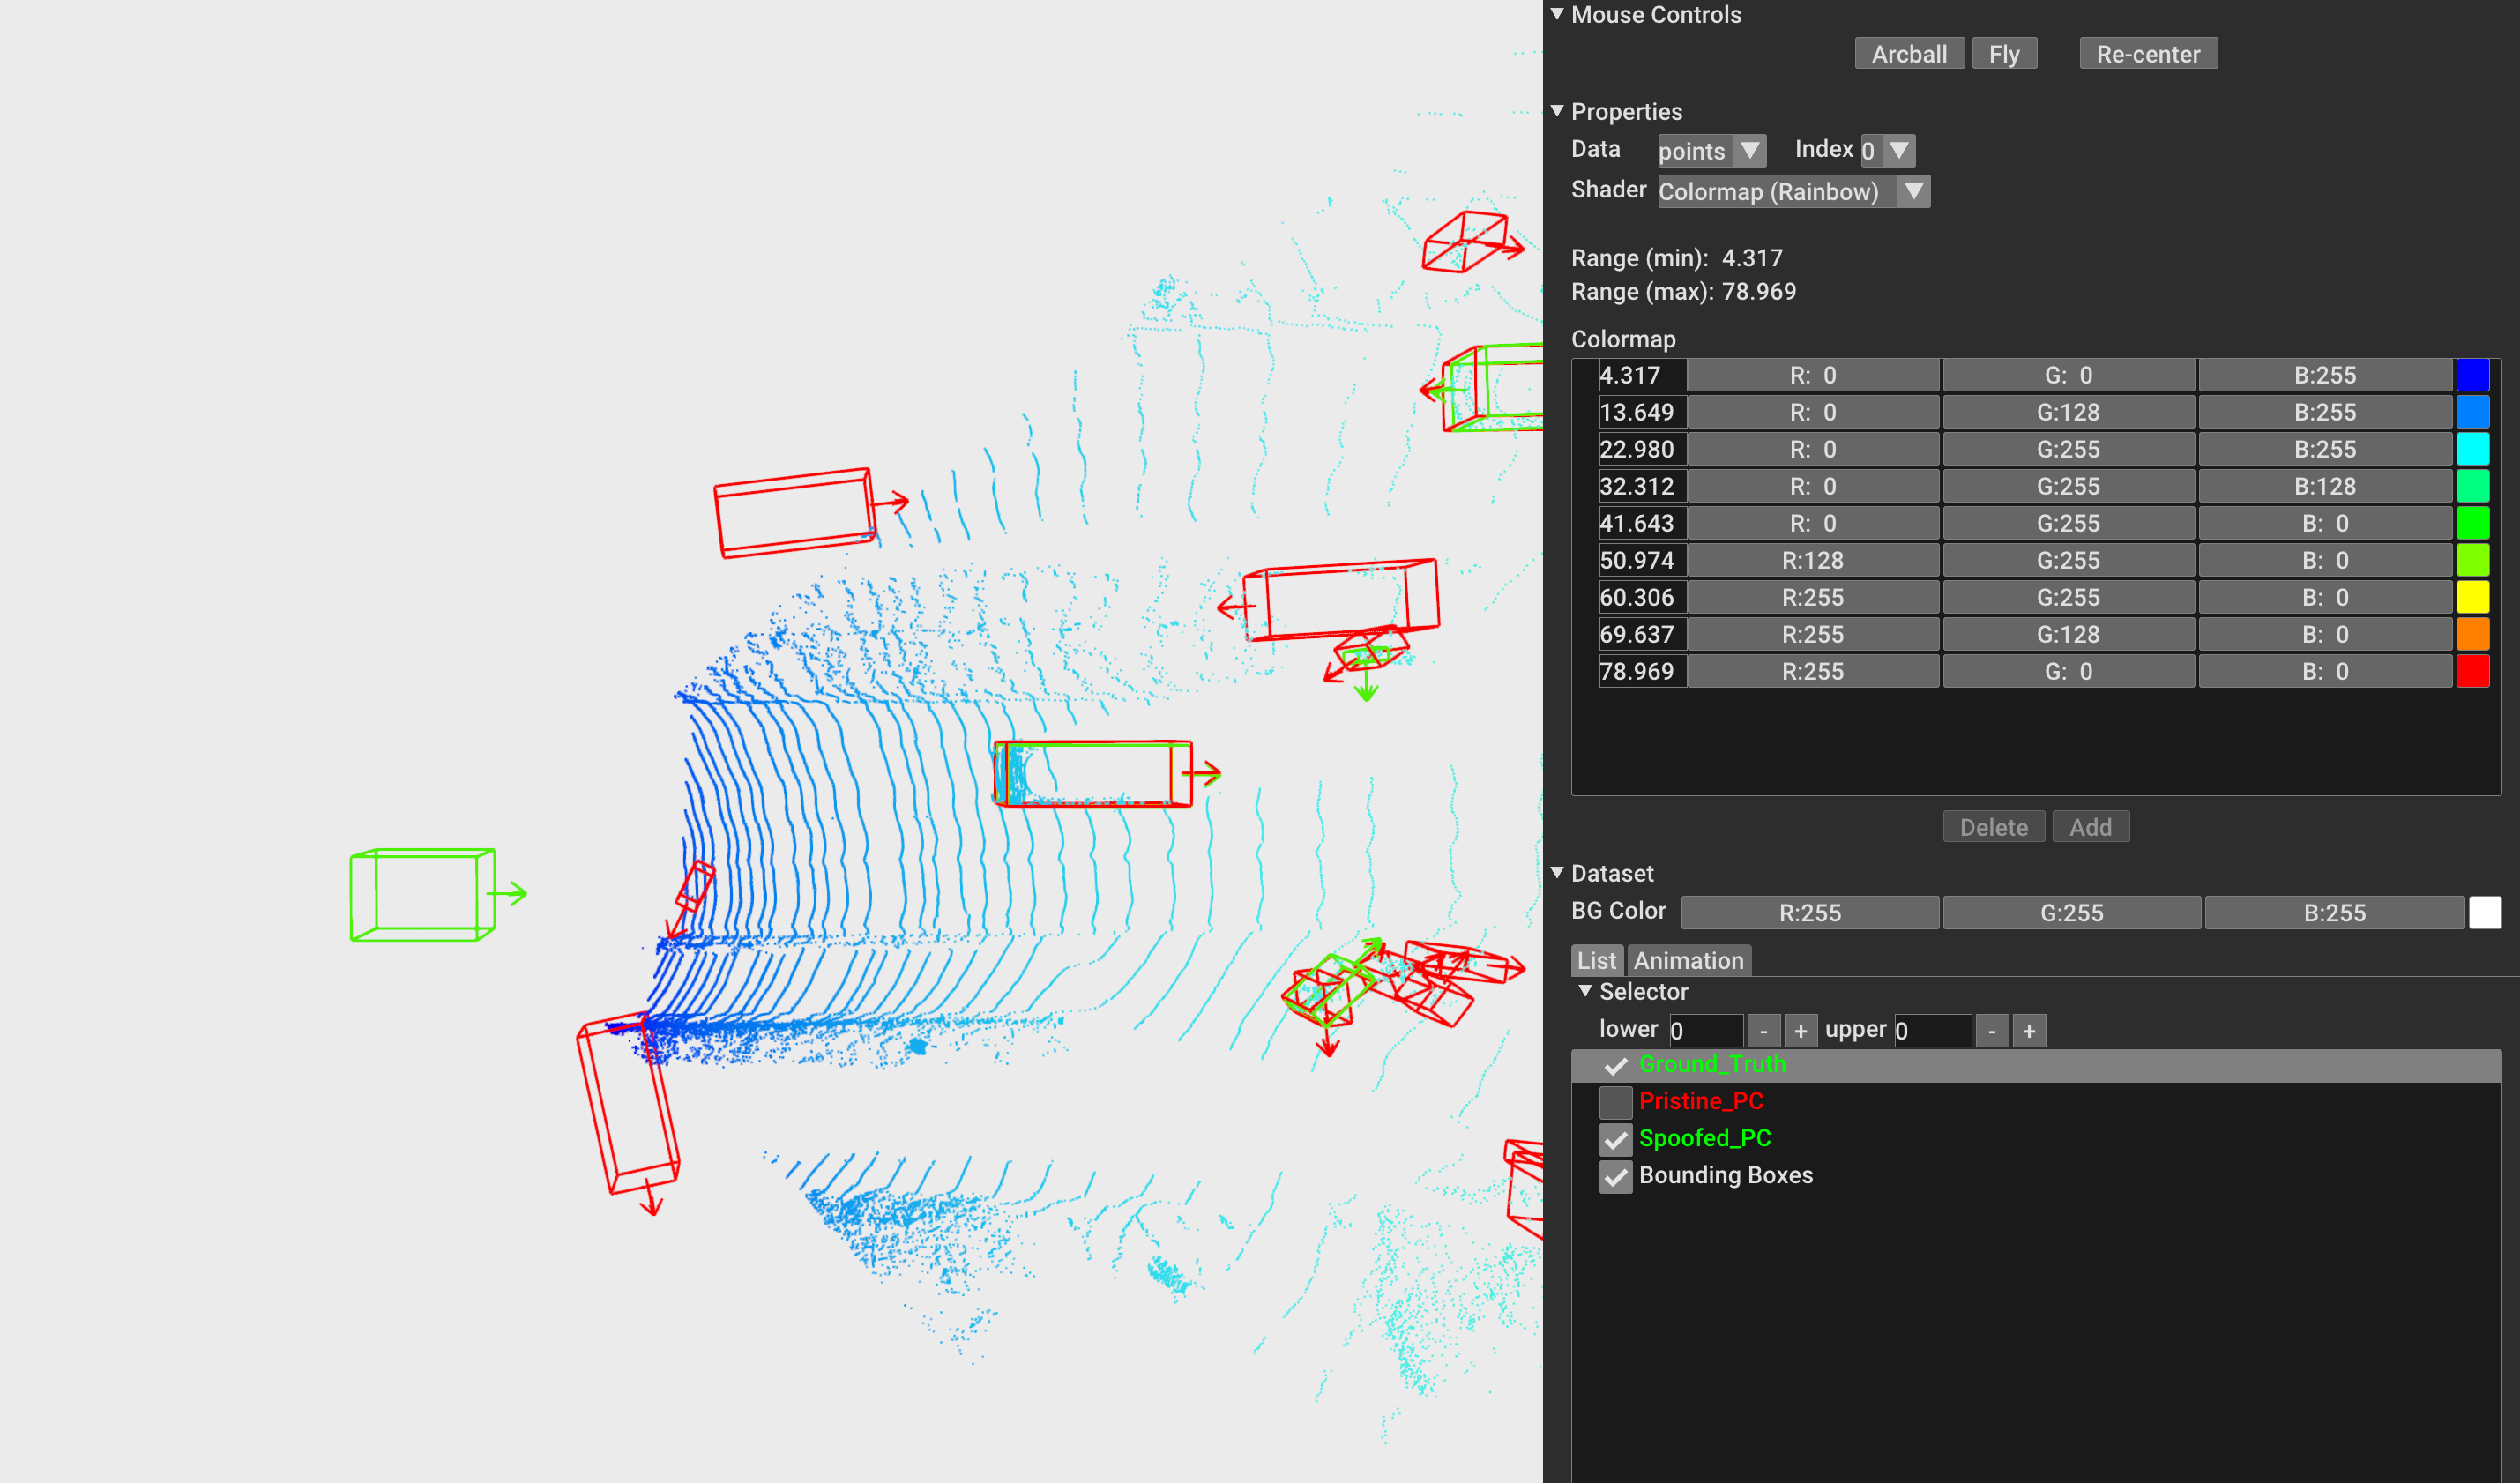 Mouse Controls
Arcball Fly Re-center
Properties
Data points Index 0
Shader Colormap (Rainbow)
Range (min): 4.317
Range (max): 78.969
Colormap
4.317 R: 0 G: 0 B:255
13.649 R: 0 G:128 B:255
22.980 R: 0 G:255 B:255
32.312 R: 0 G:255 B:128
41.643 R: 0 G:255 B: 0
50.974 R:128 G:255 B: 0
60.306 R:255 G:255 B: 0
69.637 R:255 G:128 B: 0
78.969 R:255 G: 0 B: 0
Delete Add
Dataset
BG Color R:255 G:255 B:255
List Animation
Selector
lower 0 - + upper 0 - +
Ground_Truth
Pristine_PC
Spoofed_PC
Bounding Boxes